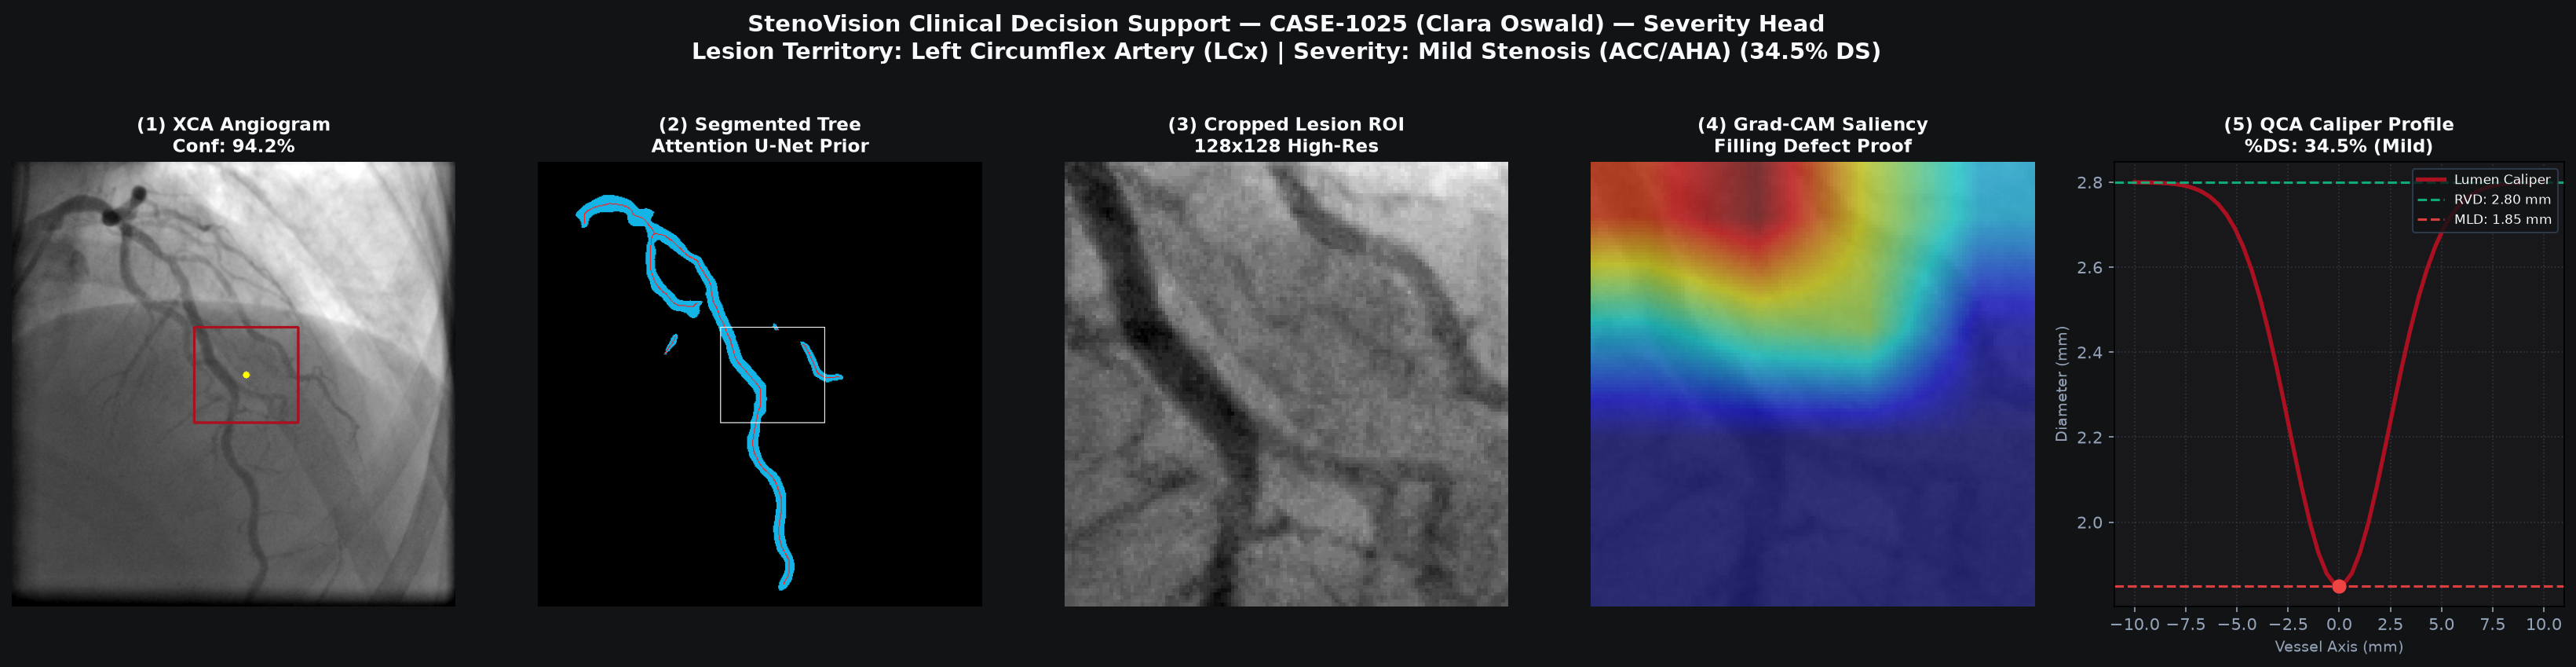 StenoVision Clinical Decision Support — CASE-1025 (Clara Oswald) — Severity Head
Lesion Territory: Left Circumflex Artery (LCx) | Severity: Mild Stenosis (ACC/AHA) (34.5% DS)
(1) XCA Angiogram
Conf: 94.2%
(2) Segmented Tree
Attention U-Net Prior
(3) Cropped Lesion ROI
128x128 High-Res
(4) Grad-CAM Saliency
Filling Defect Proof
(5) QCA Caliper Profile
%DS: 34.5% (Mild)
Lumen Caliper
RVD: 2.80 mm
MLD: 1.85 mm
Diameter (mm)
2.8
2.6
2.4
2.2
2.0
−10.0 −7.5 −5.0 −2.5 0.0 2.5 5.0 7.5 10.0
Vessel Axis (mm)